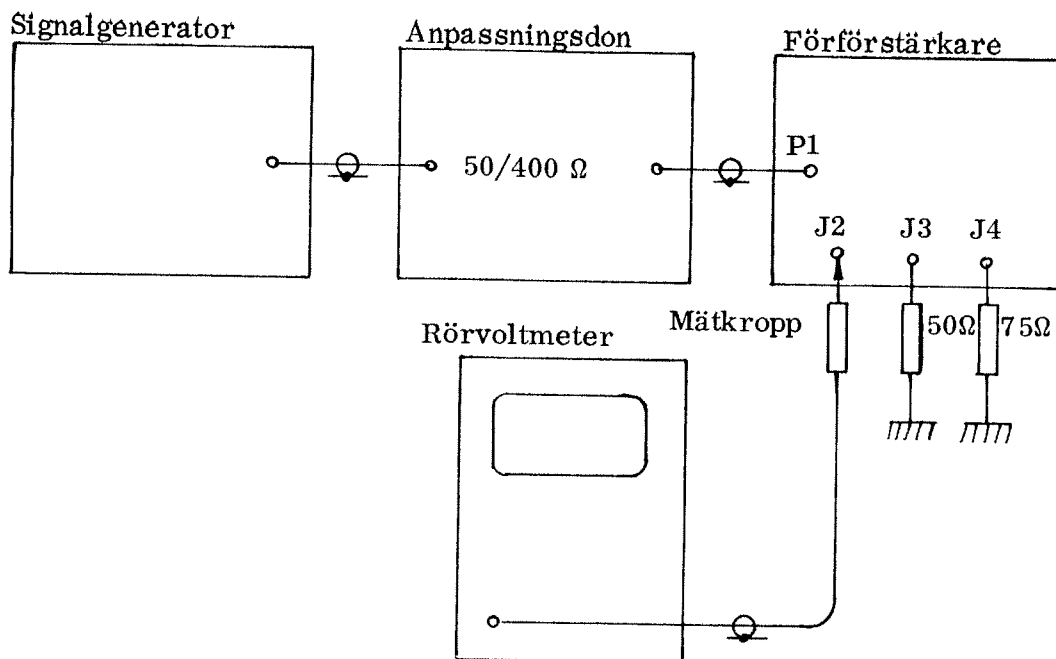 Signalgenerator
Anpassningsdon
Förförstärkare
50/400 Ω
P1
J2
J3
J4
Mätkropp
50Ω
75Ω
Rörvoltmeter